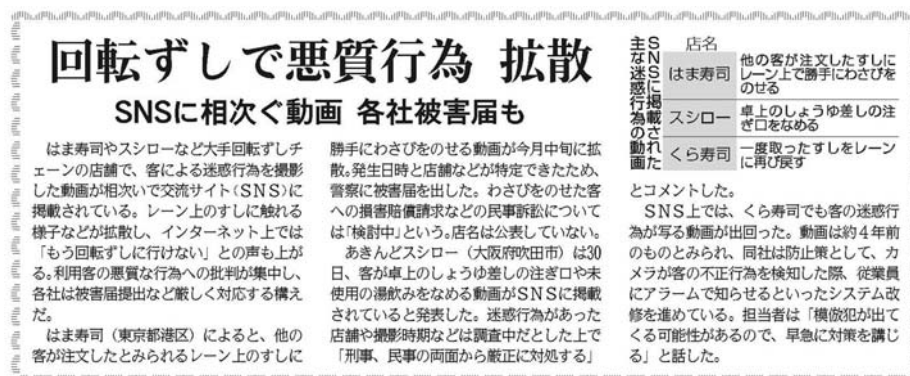 回転ずしで悪質行為 拡散
SNSに相次ぐ動画 各社被害届も
はま寿司やスシローなど大手回転ずしチ
ェーンの店舗で、客による迷惑行為を撮影
した動画が相次いで交流サイト(SNS)に
掲載されている。レーン上のすしに触れる
様子などが拡散し、インターネット上では
「もう回転ずしに行けない」との声も上が
る。利用客の悪質な行為への批判が集中し、
各社は被害届提出など厳しく対応する構え
だ。
はま寿司(東京都港区)によると、他の
客が注文したとみられるレーン上のすしに
勝手にわさびをのせる動画が今月中旬に拡
散。発生日時と店舗などが特定できたため、
警察に被害届を出した。わさびをのせた客
への損害賠償請求などの民事訴訟について
は「検討中」という。店名は公表していない。
あきんどスシロー(大阪府吹田市)は30
日、客が卓上のしょうゆ差しの注ぎ口や未
使用の湯飲みをなめる動画がSNSに掲載
されていると発表した。迷惑行為があった
店舗や撮影時期などは調査中だとした上で
「刑事、民事の両面から厳正に対処する」
とコメントした。
SNS上では、くら寿司でも客の迷惑行
為が写る動画が出回った。動画は約4年前
のものとみられ、同社は防止策として、カ
メラが客の不正行為を検知した際、従業員
にアラームで知らせるといったシステム改
修を進めている。担当者は「模倣犯が出て
くる可能性があるので、早急に対策を講じ
る」と話した。
SNSに掲載された
主な迷惑行為の動画
店名
はま寿司
他の客が注文したすしに
レーン上で勝手にわさびを
のせる
スシロー
卓上のしょうゆ差しの注
ぎ口をなめる
くら寿司
一度取ったすしをレーン
に再び戻す